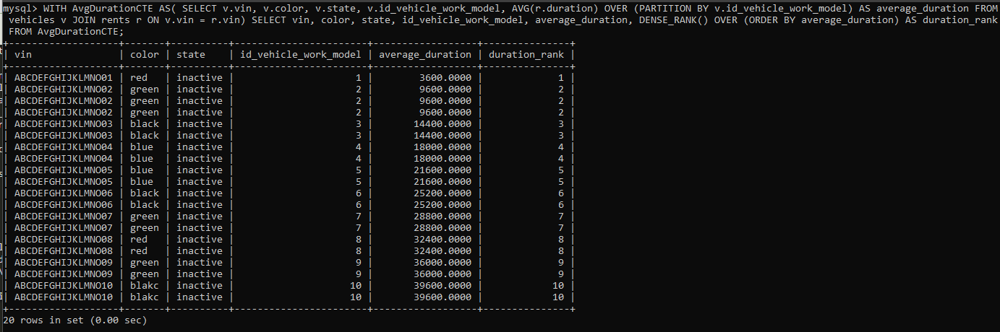 mysql> WITH AvgDurationCTE AS( SELECT v.vin, v.color, v.state, v.id_vehicle_work_model, AVG(r.duration) OVER (PARTITION BY v.id_vehicle_work_model) AS average_duration FROM
vehicles v JOIN rents r ON v.vin = r.vin) SELECT vin, color, state, id_vehicle_work_model, average_duration, DENSE_RANK() OVER (ORDER BY average_duration) AS duration_rank
FROM AvgDurationCTE;
+------------------+-------+----------+-----------------------+------------------+---------------+
| vin | color | state | id_vehicle_work_model | average_duration | duration_rank |
+------------------+-------+----------+-----------------------+------------------+---------------+
| ABCDEFGHIJKLMNO01 | red | inactive | 1 | 3600.0000 | 1 |
| ABCDEFGHIJKLMNO02 | green | inactive | 2 | 9600.0000 | 2 |
| ABCDEFGHIJKLMNO02 | green | inactive | 2 | 9600.0000 | 2 |
| ABCDEFGHIJKLMNO02 | green | inactive | 2 | 9600.0000 | 2 |
| ABCDEFGHIJKLMNO03 | black | inactive | 3 | 14400.0000 | 3 |
| ABCDEFGHIJKLMNO03 | black | inactive | 3 | 14400.0000 | 3 |
| ABCDEFGHIJKLMNO04 | blue | inactive | 4 | 18000.0000 | 4 |
| ABCDEFGHIJKLMNO04 | blue | inactive | 4 | 18000.0000 | 4 |
| ABCDEFGHIJKLMNO05 | blue | inactive | 5 | 21600.0000 | 5 |
| ABCDEFGHIJKLMNO05 | blue | inactive | 5 | 21600.0000 | 5 |
| ABCDEFGHIJKLMNO06 | black | inactive | 6 | 25200.0000 | 6 |
| ABCDEFGHIJKLMNO06 | black | inactive | 6 | 25200.0000 | 6 |
| ABCDEFGHIJKLMNO07 | green | inactive | 7 | 28800.0000 | 7 |
| ABCDEFGHIJKLMNO07 | green | inactive | 7 | 28800.0000 | 7 |
| ABCDEFGHIJKLMNO08 | red | inactive | 8 | 32400.0000 | 8 |
| ABCDEFGHIJKLMNO08 | red | inactive | 8 | 32400.0000 | 8 |
| ABCDEFGHIJKLMNO09 | green | inactive | 9 | 36000.0000 | 9 |
| ABCDEFGHIJKLMNO09 | green | inactive | 9 | 36000.0000 | 9 |
| ABCDEFGHIJKLMNO10 | blakc | inactive | 10 | 39600.0000 | 10 |
| ABCDEFGHIJKLMNO10 | blakc | inactive | 10 | 39600.0000 | 10 |
+------------------+-------+----------+-----------------------+------------------+---------------+
20 rows in set (0.00 sec)